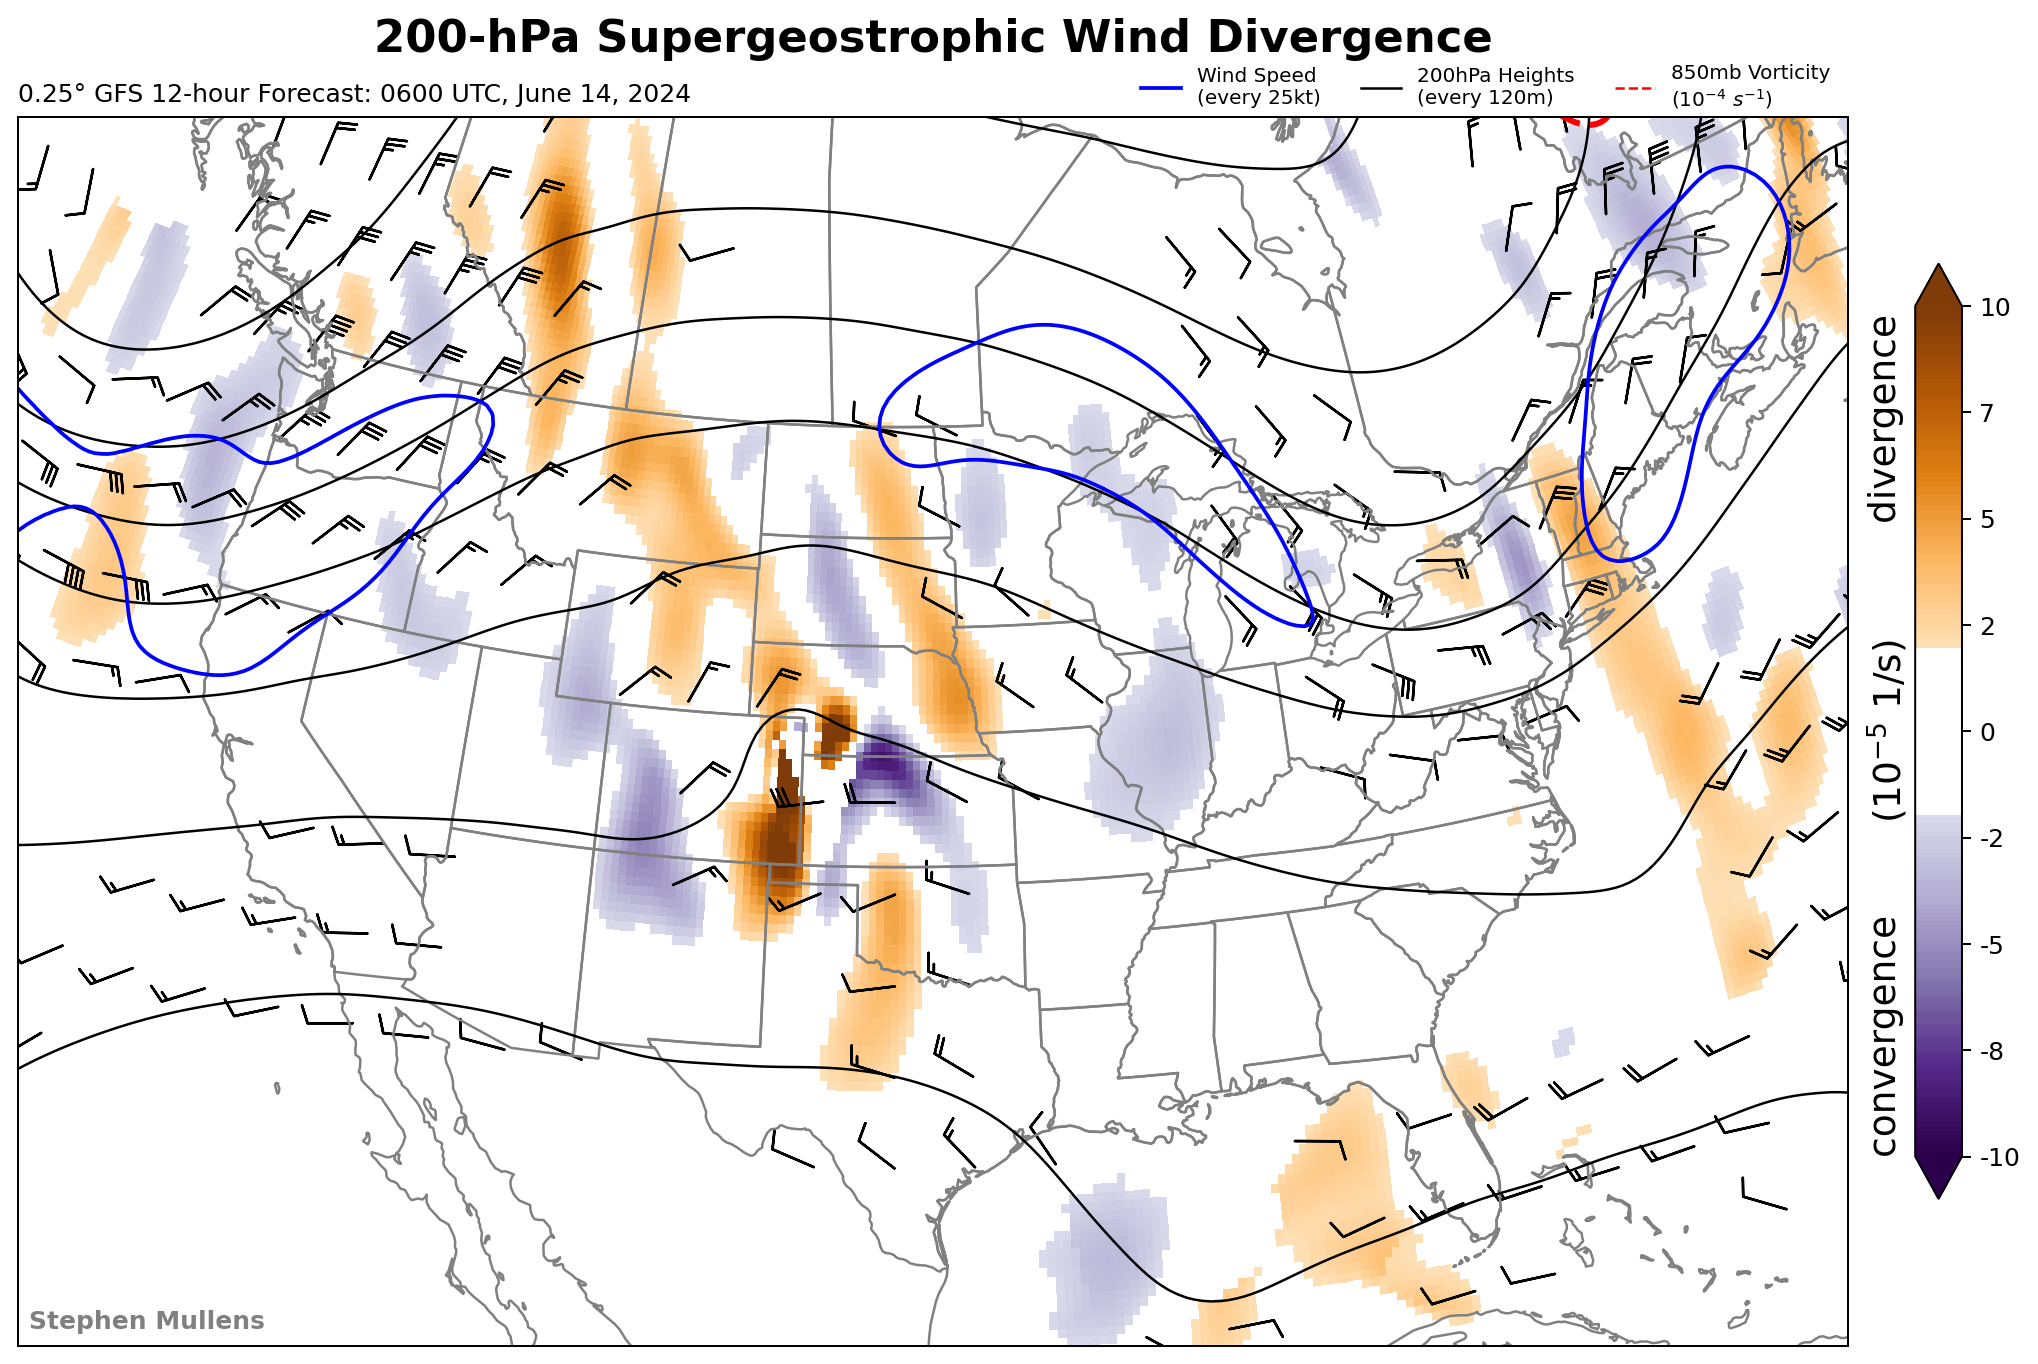 200-hPa Supergeostrophic Wind Divergence
0.25° GFS 12-hour Forecast: 0600 UTC, June 14, 2024
Wind Speed
(every 25kt)
200hPa Heights
(every 120m)
850mb Vorticity
(10⁻⁴ s⁻¹)
10
7
5
2
0
-2
-5
-8
-10
convergence (10⁻⁵ 1/s) divergence
Stephen Mullens